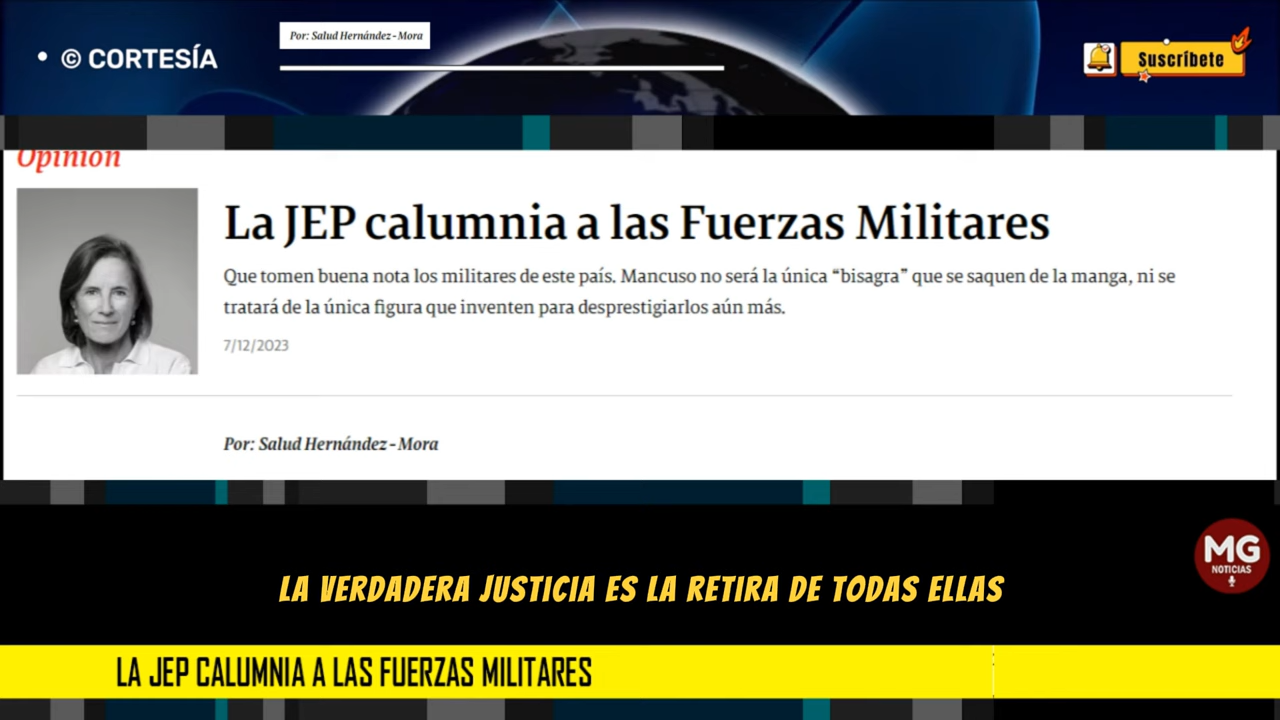 • © CORTESÍA
Por: Salud Hernández-Mora
Suscríbete
Opinión
La JEP calumnia a las Fuerzas Militares
Que tomen buena nota los militares de este país. Mancuso no será la única “bisagra” que se saquen de la manga, ni se
tratará de la única figura que inventen para desprestigiarlos aún más.
7/12/2023
Por: Salud Hernández-Mora
MG
NOTICIAS
LA VERDADERA JUSTICIA ES LA RETIRA DE TODAS ELLAS
LA JEP CALUMNIA A LAS FUERZAS MILITARES